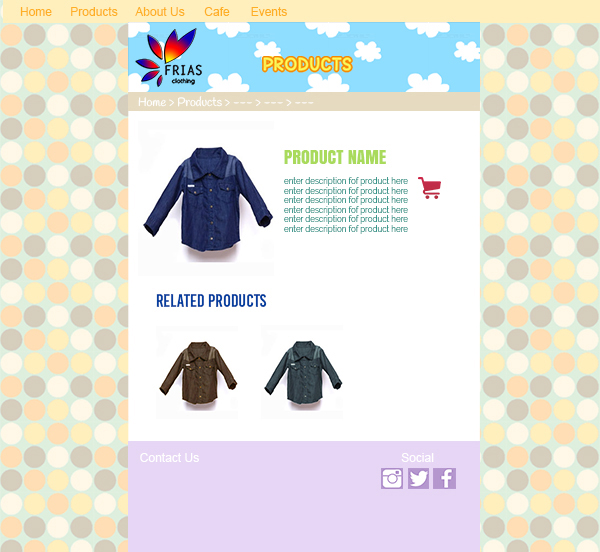 Home Products About Us Cafe Events
FRIAS
clothing
PRODUCTS
Home > Products > --- > --- > ---
PRODUCT NAME
enter description fof product here
enter description fof product here
enter description fof product here
enter description fof product here
enter description fof product here
enter description fof product here
RELATED PRODUCTS
Contact Us Social